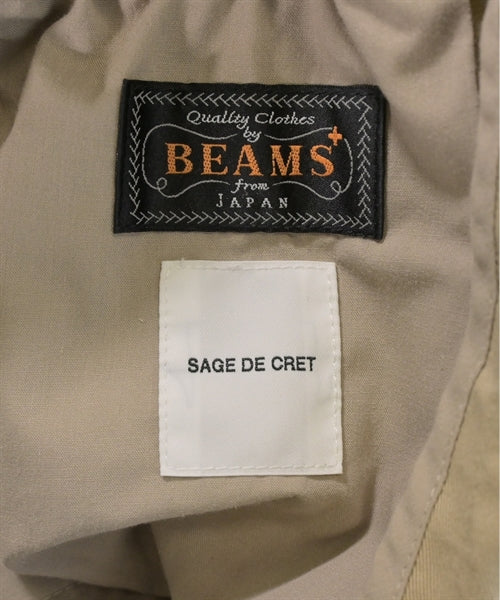 Quality Clothes
by
BEAMS+
from
JAPAN
SAGE DE CRET